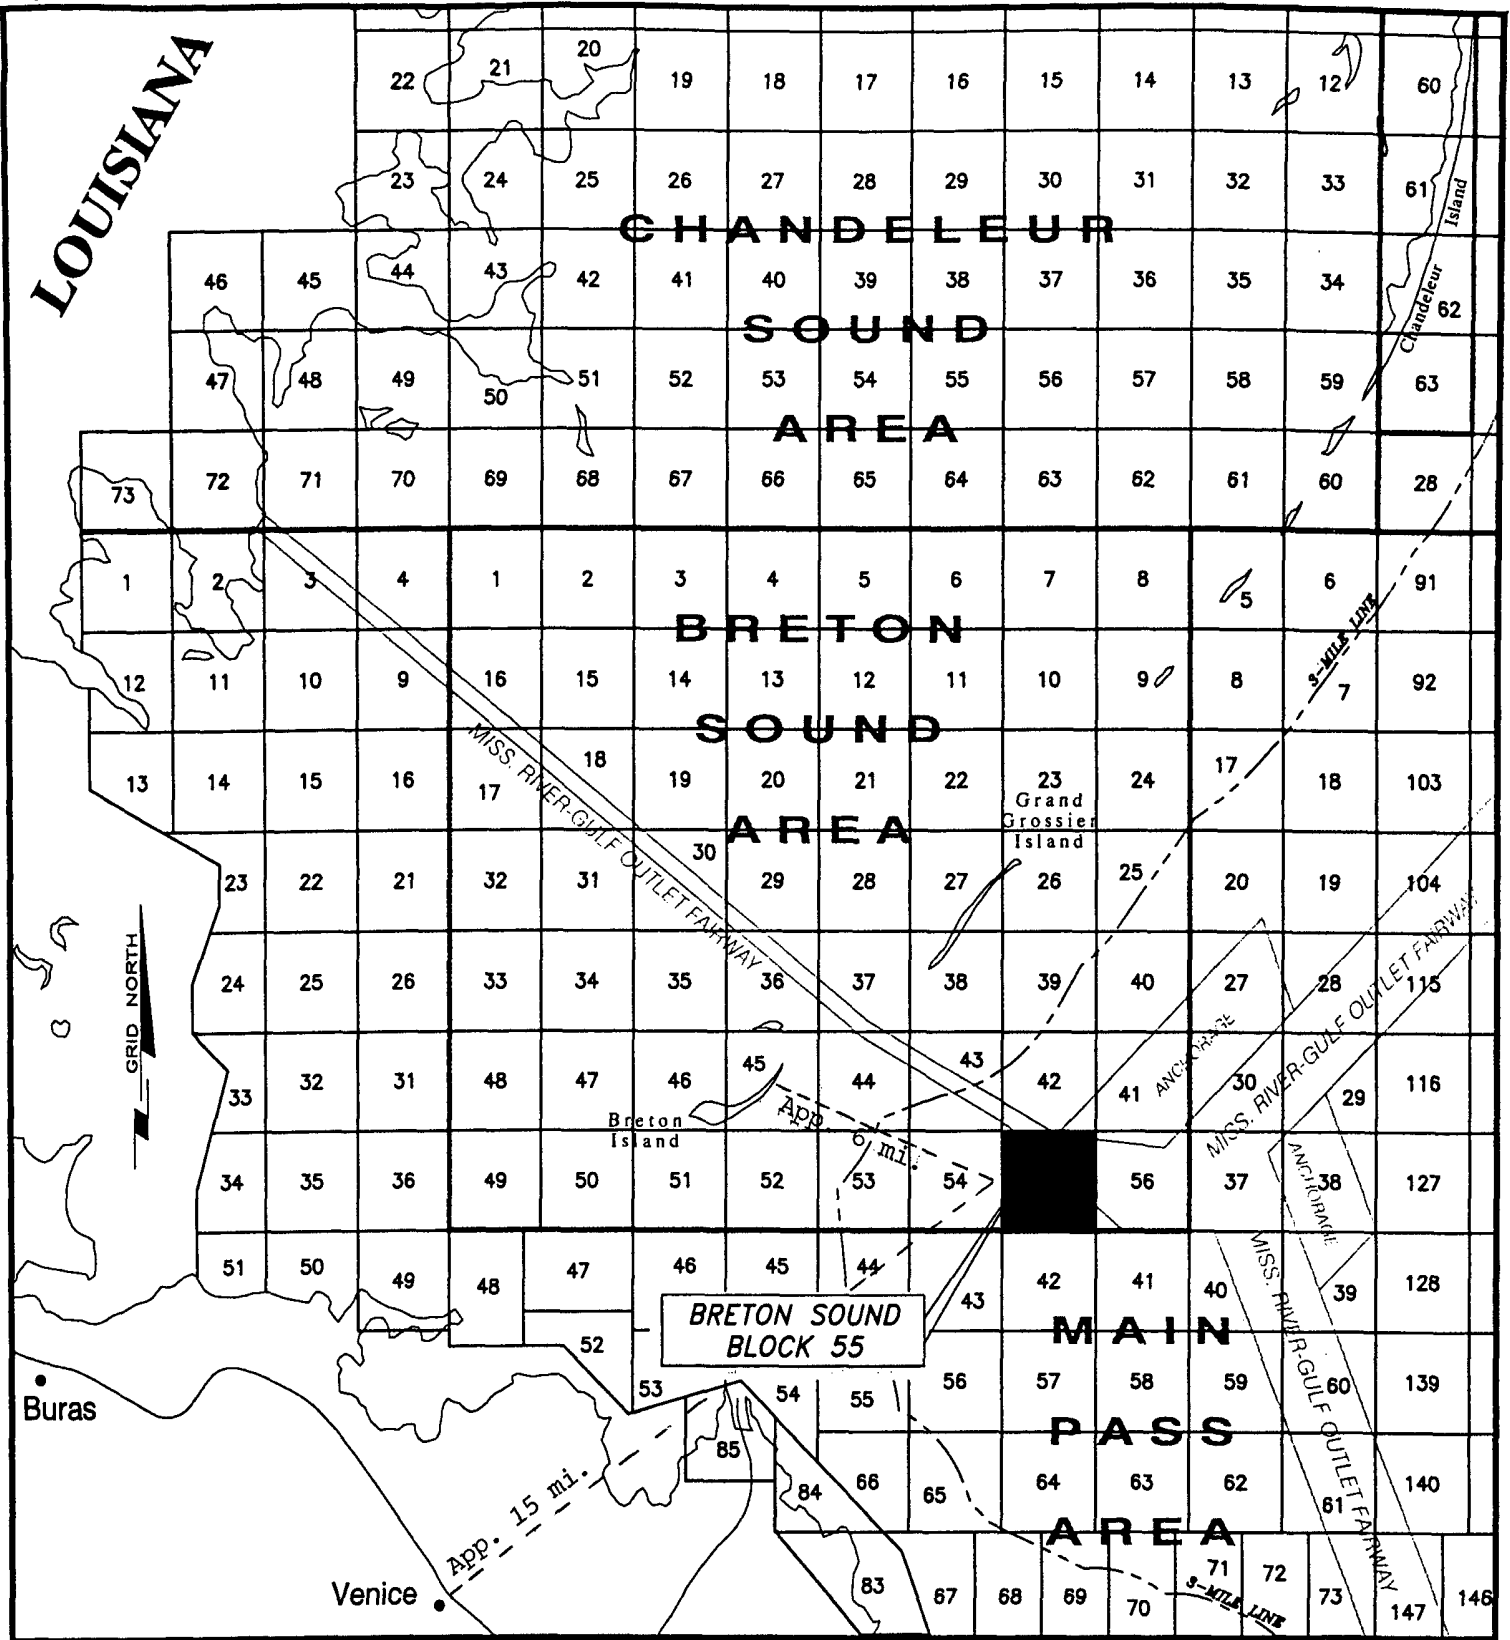 LOUISIANA
22 21 20 19 18 17 16 15 14 13 12 60
23 24 25 26 27 28 29 30 31 32 33 61
CHANDELEUR
46 45 44 43 42 41 40 39 38 37 36 35 34 62
Chandeleur Island
SOUND
47 48 49 50 51 52 53 54 55 56 57 58 59 63
AREA
73 72 71 70 69 68 67 66 65 64 63 62 61 60 28
1 2 3 4 1 2 3 4 5 6 7 8 5 6 91
BRETON
3-MILE LINE
12 11 10 9 16 15 14 13 12 11 10 9 8 7 92
SOUND
MISS. RIVER-GULF OUTLET FAIRWAY
13 14 15 16 17 18 19 20 21 22 23 24 17 18 103
Grand
Grossier
Island
AREA
23 22 21 32 31 30 29 28 27 26 25 20 19 104
GRID NORTH
24 25 26 33 34 35 36 37 38 39 40 27 28 115
MISS. RIVER-GULF OUTLET FAIRWAY
ANCHORAGE
33 32 31 48 47 46 45 44 43 42 41 30 29 116
Breton
Island
App. 6 mi.
34 35 36 49 50 51 52 53 54 56 37 38 127
ANCHORAGE
51 50 49 48 47 46 45 44 43 42 41 40 39 128
BRETON SOUND
BLOCK 55
MAIN
MISS. RIVER-GULF OUTLET FAIRWAY
52 53 54 55 56 57 58 59 60 139
Buras
PASS
85 84 66 65 64 63 62 61 140
App. 15 mi.
AREA
Venice
83 67 68 69 70 71 72 73 147 146
3-MILE LINE